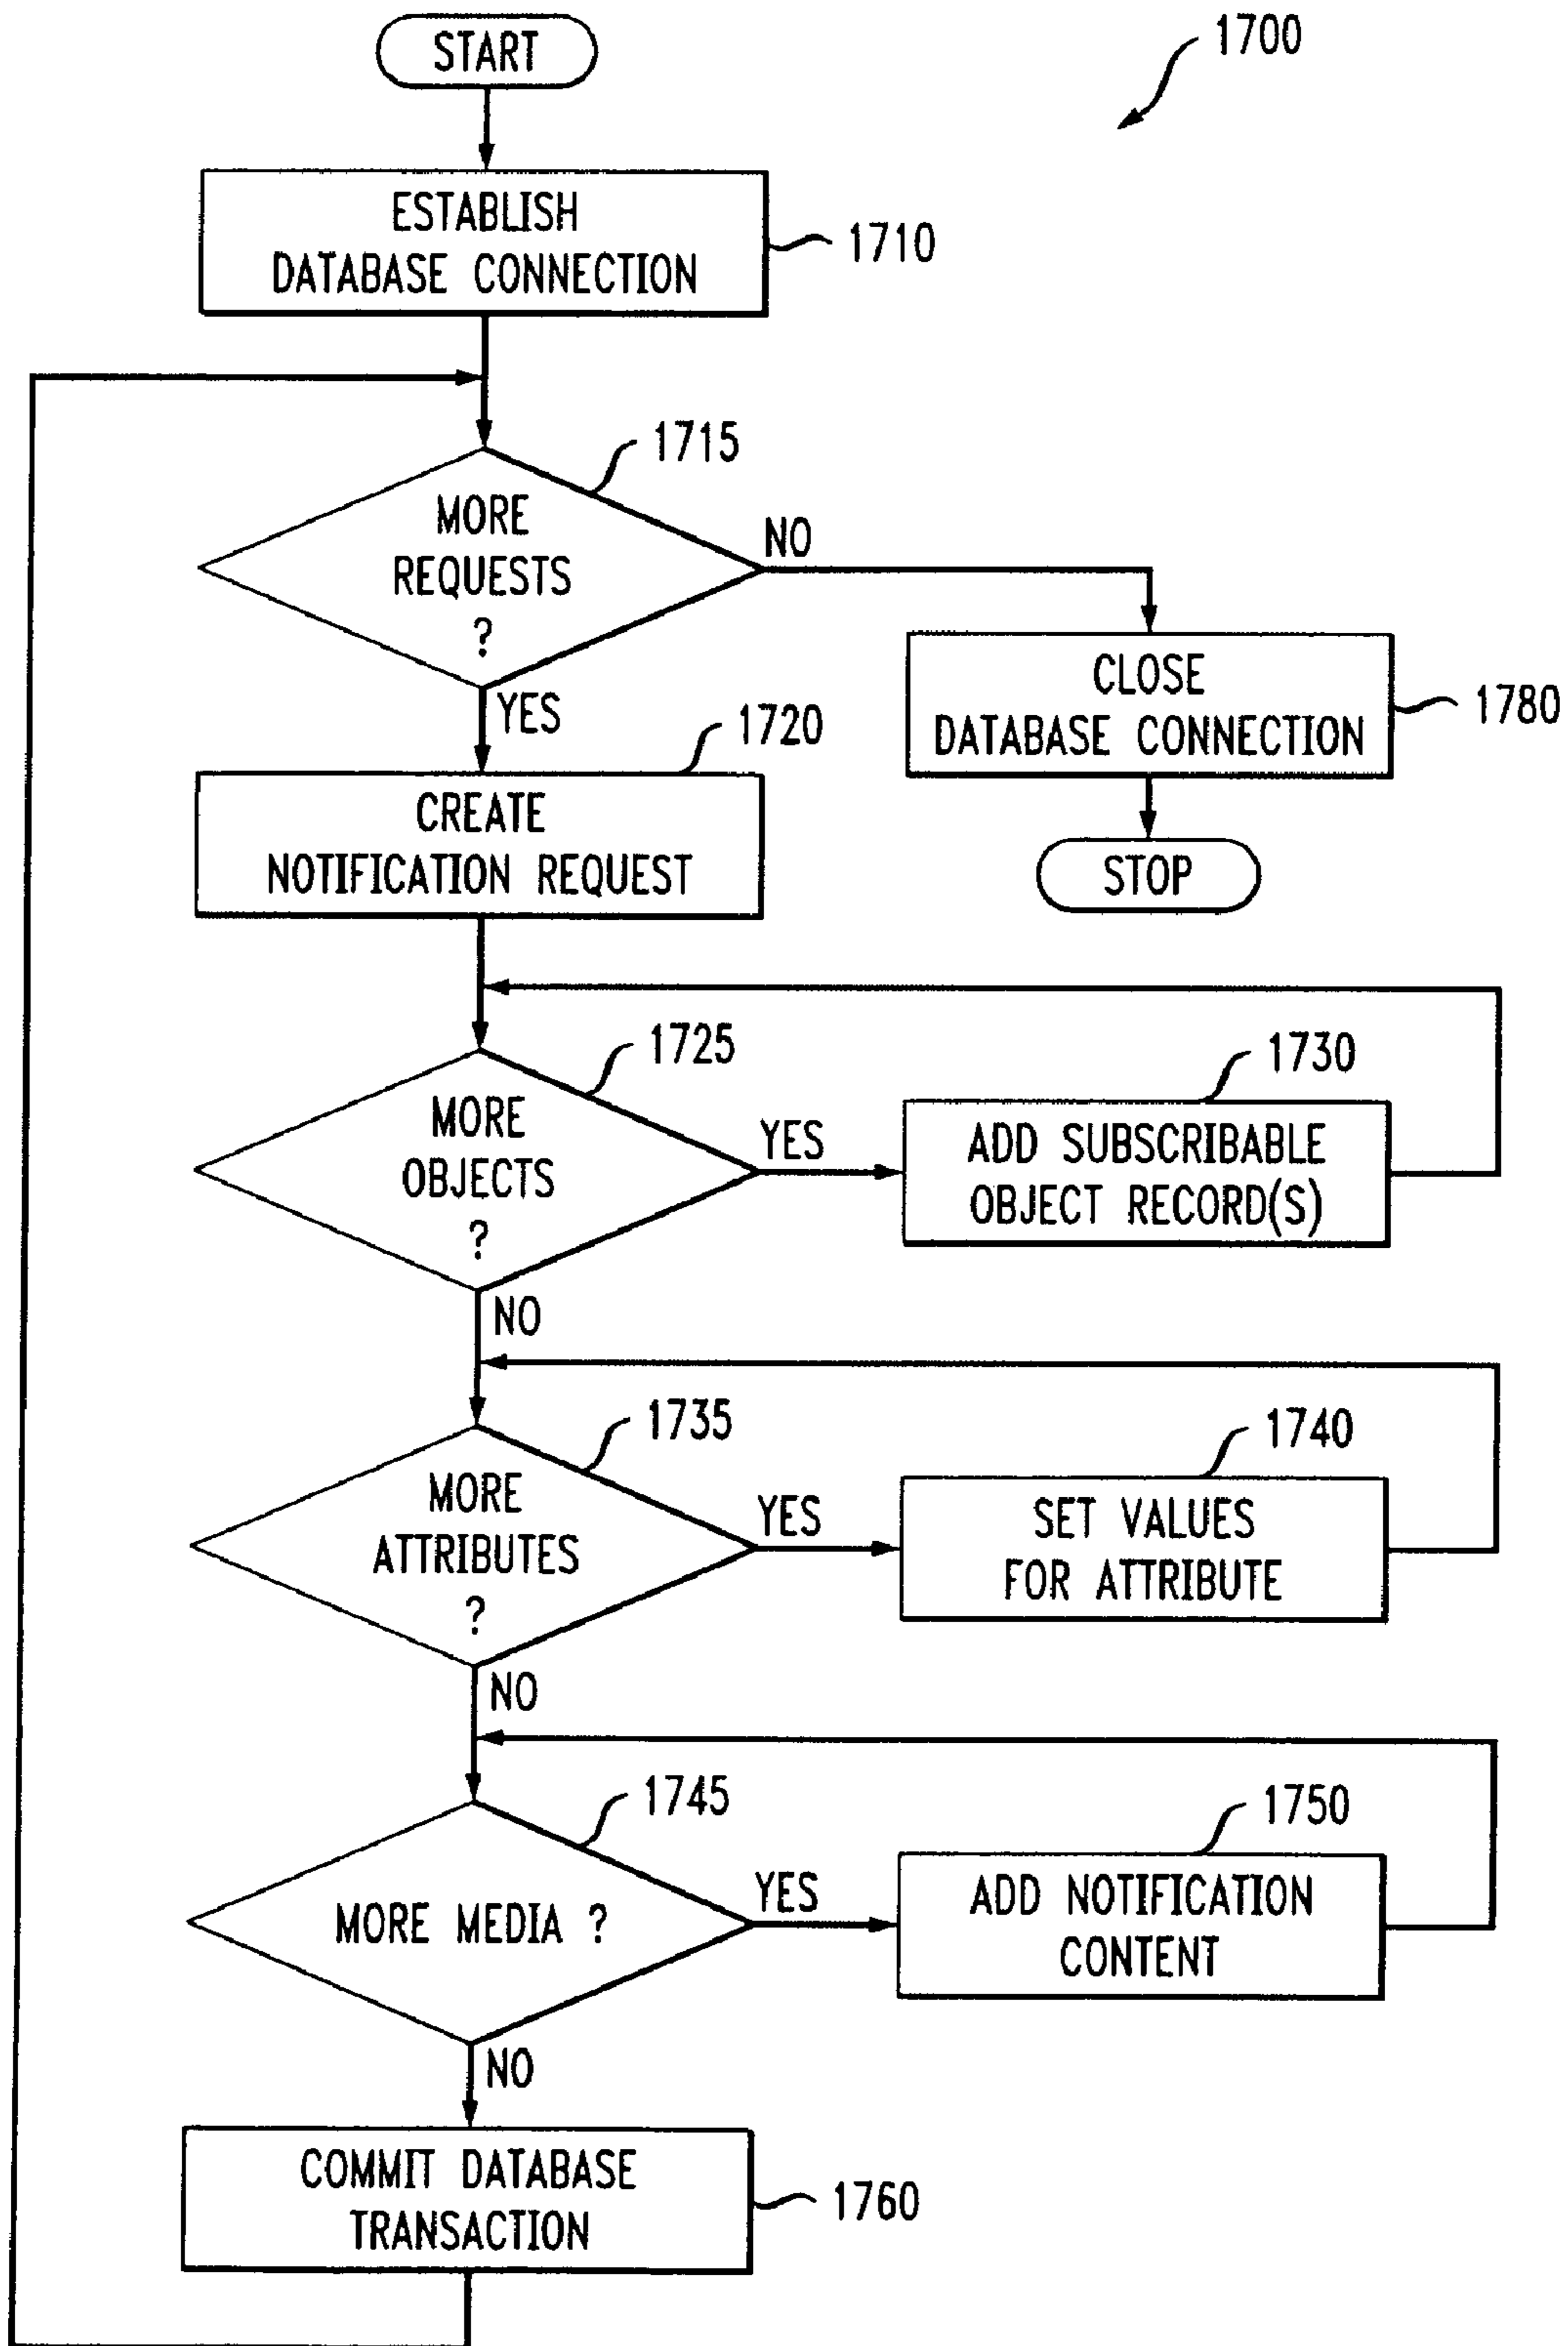 START
1700
ESTABLISH
DATABASE CONNECTION
1710
1715
MORE
REQUESTS
?
NO
YES
CLOSE
DATABASE CONNECTION
1780
1720
CREATE
NOTIFICATION REQUEST
STOP
1725
MORE
OBJECTS
?
YES
1730
ADD SUBSCRIBABLE
OBJECT RECORD(S)
NO
1735
MORE
ATTRIBUTES
?
YES
1740
SET VALUES
FOR ATTRIBUTE
NO
1745
MORE MEDIA ?
YES
1750
ADD NOTIFICATION
CONTENT
NO
COMMIT DATABASE
TRANSACTION
1760